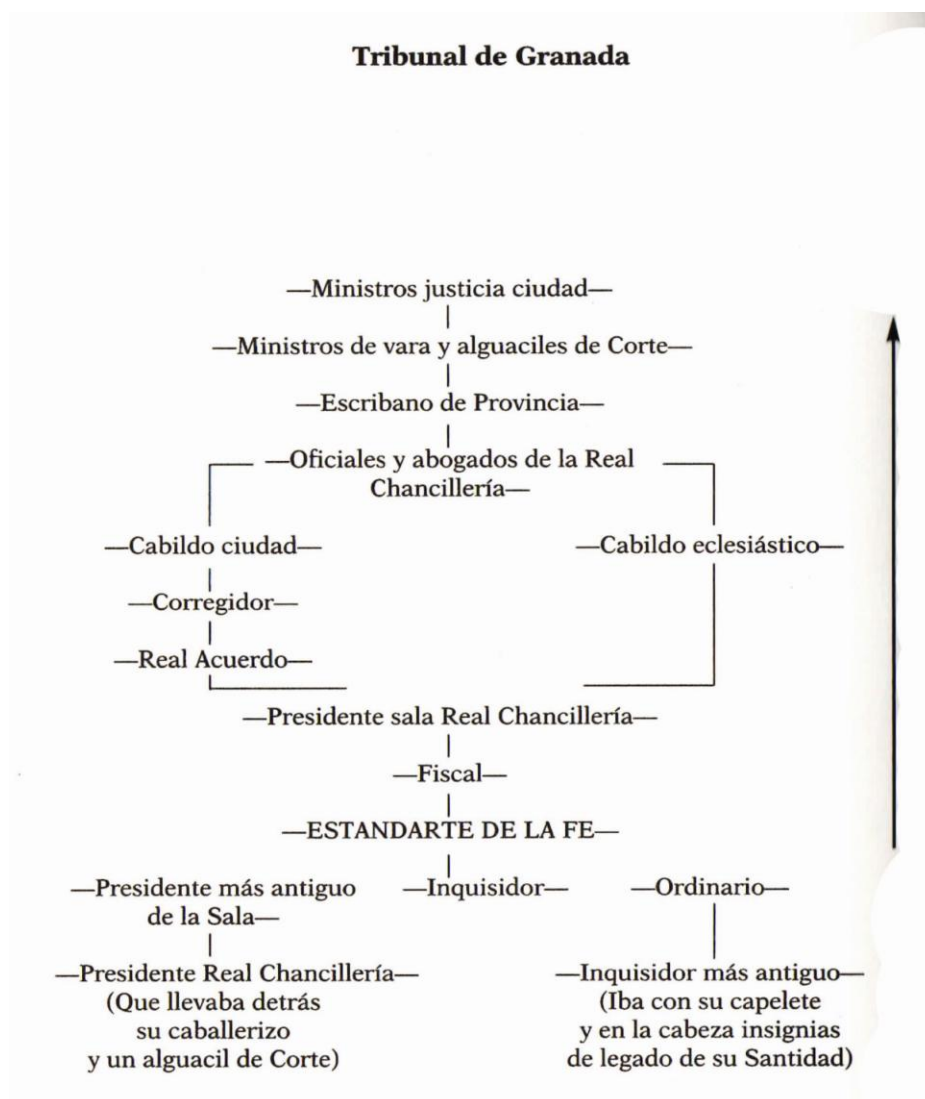 Tribunal de Granada
—Ministros justicia ciudad—
—Ministros de vara y alguaciles de Corte—
—Escribano de Provincia—
—Oficiales y abogados de la Real
Chancillería—
—Cabildo ciudad—
—Cabildo eclesiástico—
—Corregidor—
—Real Acuerdo—
—Presidente sala Real Chancillería—
—Fiscal—
—ESTANDARTE DE LA FE—
—Presidente más antiguo
de la Sala—
—Inquisidor—
—Ordinario—
—Presidente Real Chancillería—
(Que llevaba detrás
su caballerizo
y un alguacil de Corte)
—Inquisidor más antiguo—
(Iba con su capelete
y en la cabeza insignias
de legado de su Santidad)